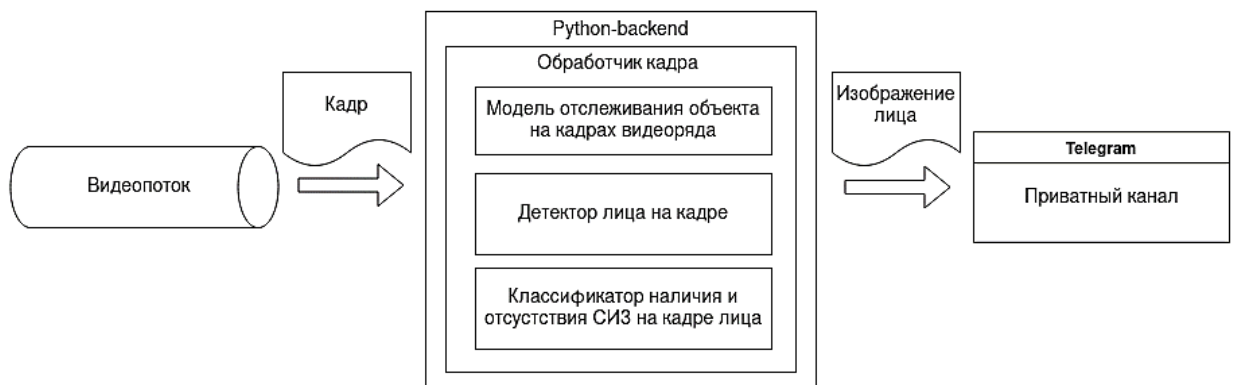 Python-backend
Обработчик кадра
Кадр
Модель отслеживания объекта
на кадрах видеоряда
Изображение
лица
Видеопоток
Детектор лица на кадре
Telegram
Приватный канал
Классификатор наличия и
отсустствия СИЗ на кадре лица